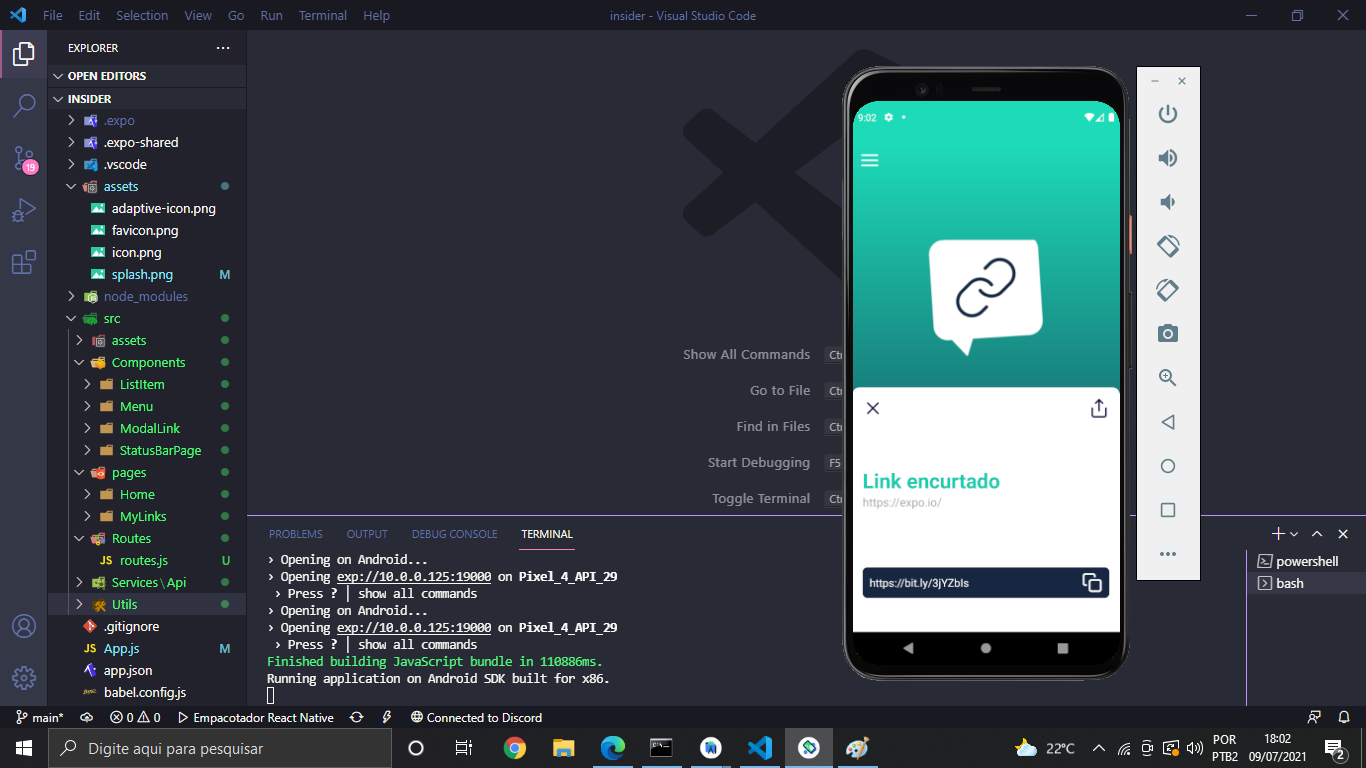 File Edit Selection View Go Run Terminal Help
insider - Visual Studio Code
EXPLORER
OPEN EDITORS
INSIDER
.expo
.expo-shared
.vscode
assets
adaptive-icon.png
favicon.png
icon.png
splash.png M
node_modules
src
assets
Components
ListItem
Menu
ModalLink
StatusBarPage
pages
Home
MyLinks
Routes
JS routes.js U
Services\Api
Utils
.gitignore
JS App.js M
app.json
babel.config.js
19
Show All Commands Ctr
Go to File Ctr
Find in Files Ctr
Start Debugging F5
Toggle Terminal Ctr
9:02
Link encurtado
https://expo.io/
https://bit.ly/3jYZbIs
PROBLEMS OUTPUT DEBUG CONSOLE TERMINAL
› Opening on Android...
› Opening exp://10.0.0.125:19000 on Pixel_4_API_29
› Press ? │ show all commands
› Opening on Android...
› Opening exp://10.0.0.125:19000 on Pixel_4_API_29
› Press ? │ show all commands
Finished building JavaScript bundle in 110886ms.
Running application on Android SDK built for x86.
powershell
bash
main* 0 0 Empacotador React Native Connected to Discord
Digite aqui para pesquisar
22°C
POR
PTB2
18:02
09/07/2021
2